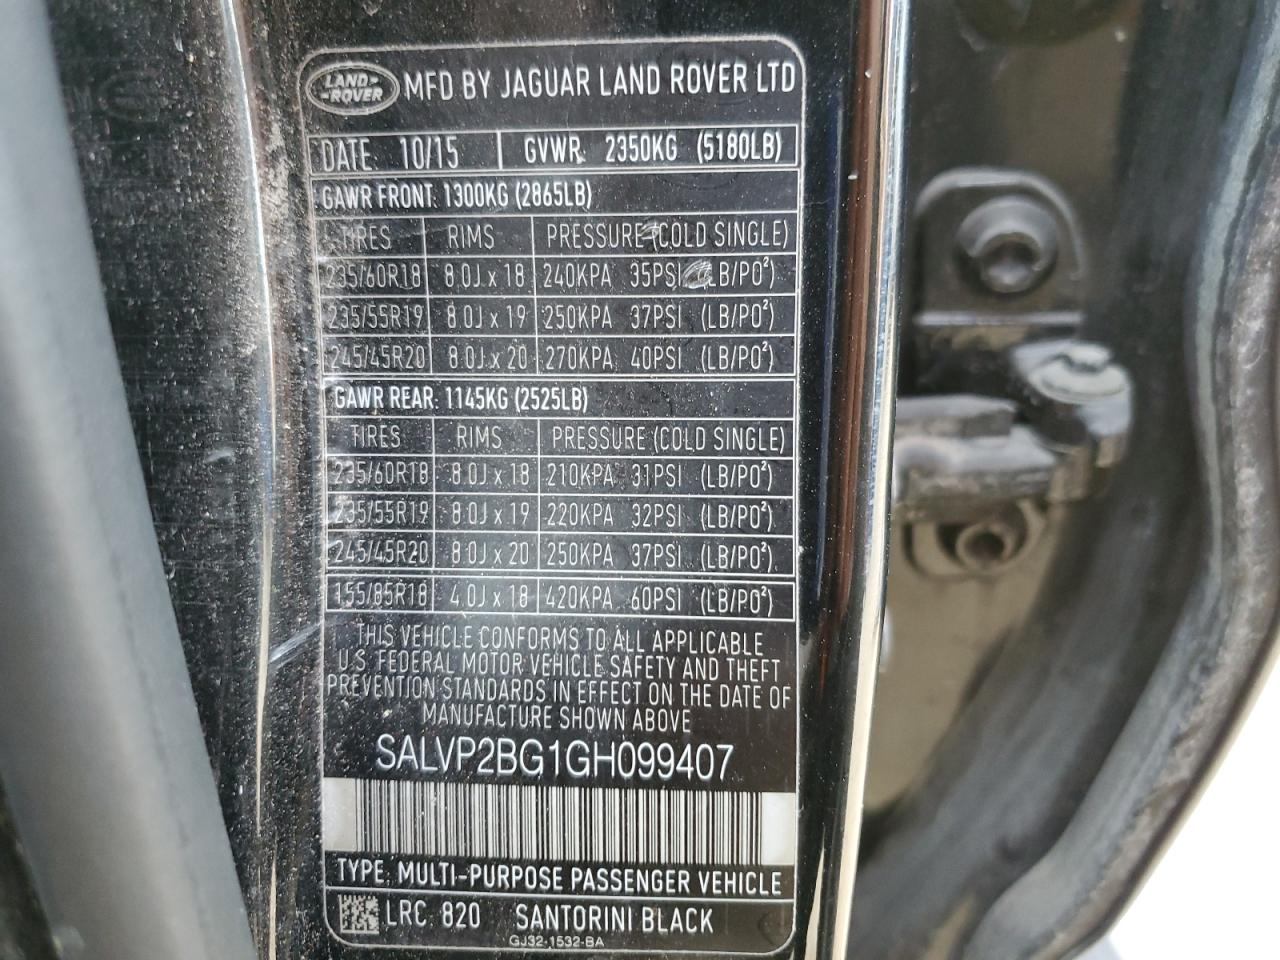 LAND-
-ROVER
MFD BY JAGUAR LAND ROVER LTD
DATE. 10/15 GVWR. 2350KG (5180LB)
GAWR FRONT. 1300KG (2865LB)
TIRES RIMS PRESSURE (COLD SINGLE)
235/60R18 8.0J x 18 240KPA 35PSI (LB/PO²)
235/55R19 8.0J x 19 250KPA 37PSI (LB/PO²)
245/45R20 8.0J x 20 270KPA 40PSI (LB/PO²)
GAWR REAR. 1145KG (2525LB)
TIRES RIMS PRESSURE (COLD SINGLE)
235/60R18 8.0J x 18 210KPA 31PSI (LB/PO²)
235/55R19 8.0J x 19 220KPA 32PSI (LB/PO²)
245/45R20 8.0J x 20 250KPA 37PSI (LB/PO²)
155/85R18 4.0J x 18 420KPA 60PSI (LB/PO²)
THIS VEHICLE CONFORMS TO ALL APPLICABLE
U.S. FEDERAL MOTOR VEHICLE SAFETY AND THEFT
PREVENTION STANDARDS IN EFFECT ON THE DATE OF
MANUFACTURE SHOWN ABOVE
SALVP2BG1GH099407
TYPE. MULTI-PURPOSE PASSENGER VEHICLE
LRC. 820 SANTORINI BLACK
GJ32-1532-BA